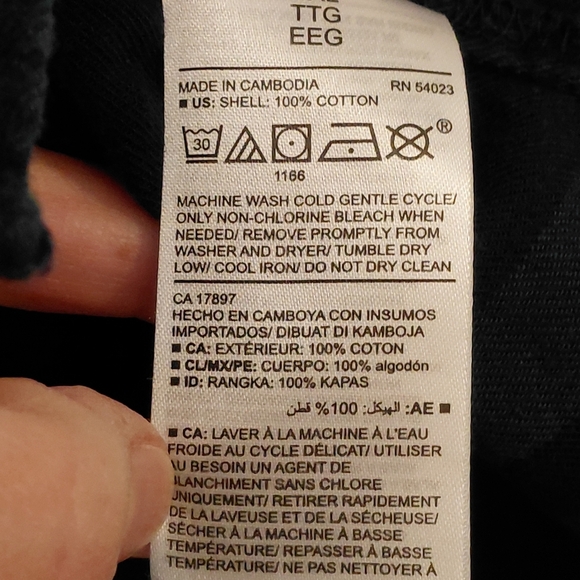 TTG
EEG
MADE IN CAMBODIA RN 54023
■ US: SHELL: 100% COTTON
30 ®
1166
MACHINE WASH COLD GENTLE CYCLE/
ONLY NON-CHLORINE BLEACH WHEN
NEEDED/ REMOVE PROMPTLY FROM
WASHER AND DRYER/ TUMBLE DRY
LOW/ COOL IRON/ DO NOT DRY CLEAN
CA 17897
HECHO EN CAMBOYA CON INSUMOS
IMPORTADOS/ DIBUAT DI KAMBOJA
■ CA: EXTÉRIEUR: 100% COTON
■ CL/MX/PE: CUERPO: 100% algodón
■ ID: RANGKA: 100% KAPAS
■ AE: الهيكل: 100% قطن
■ CA: LAVER À LA MACHINE À L'EAU
FROIDE AU CYCLE DÉLICAT/ UTILISER
AU BESOIN UN AGENT DE
BLANCHIMENT SANS CHLORE
UNIQUEMENT/ RETIRER RAPIDEMENT
DE LA LAVEUSE ET DE LA SÉCHEUSE/
SÉCHER À LA MACHINE À BASSE
TEMPÉRATURE/ REPASSER À BASSE
TEMPÉRATURE/ NE PAS NETTOYER À